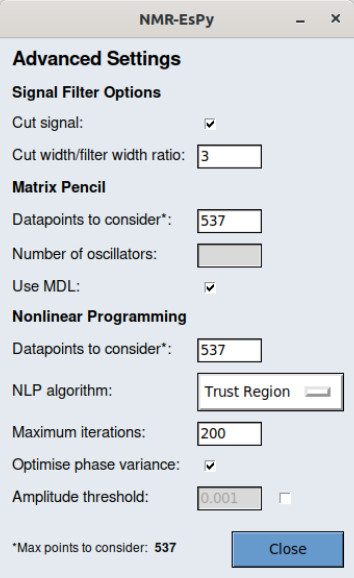 NMR-EsPy
Advanced Settings
Signal Filter Options
Cut signal:
Cut width/filter width ratio: 3
Matrix Pencil
Datapoints to consider*: 537
Number of oscillators:
Use MDL:
Nonlinear Programming
Datapoints to consider*: 537
NLP algorithm: Trust Region
Maximum iterations: 200
Optimise phase variance:
Amplitude threshold: 0.001
*Max points to consider: 537 Close